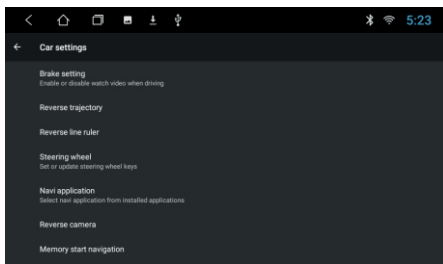 5:23
Car settings
Brake setting
Enable or disable watch video when driving
Reverse trajectory
Reverse line ruler
Steering wheel
Set or update steering wheel keys
Navi application
Select navi application from installed applications
Reverse camera
Memory start navigation